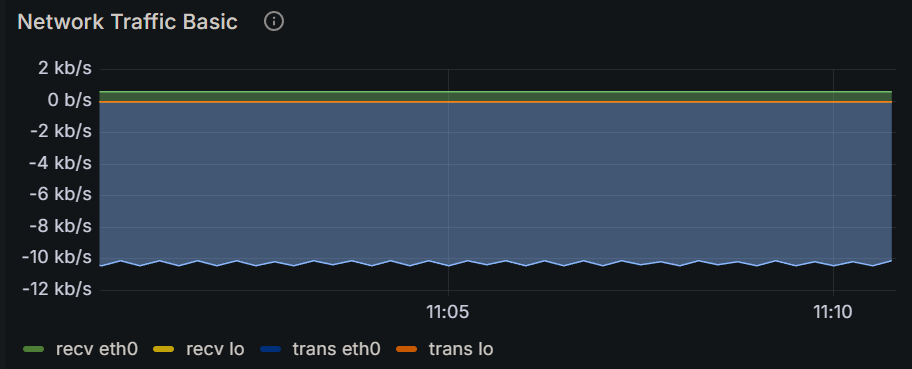 Network Traffic Basic
2 kb/s
0 b/s
-2 kb/s
-4 kb/s
-6 kb/s
-8 kb/s
-10 kb/s
-12 kb/s
11:05 11:10
recv eth0 recv lo trans eth0 trans lo